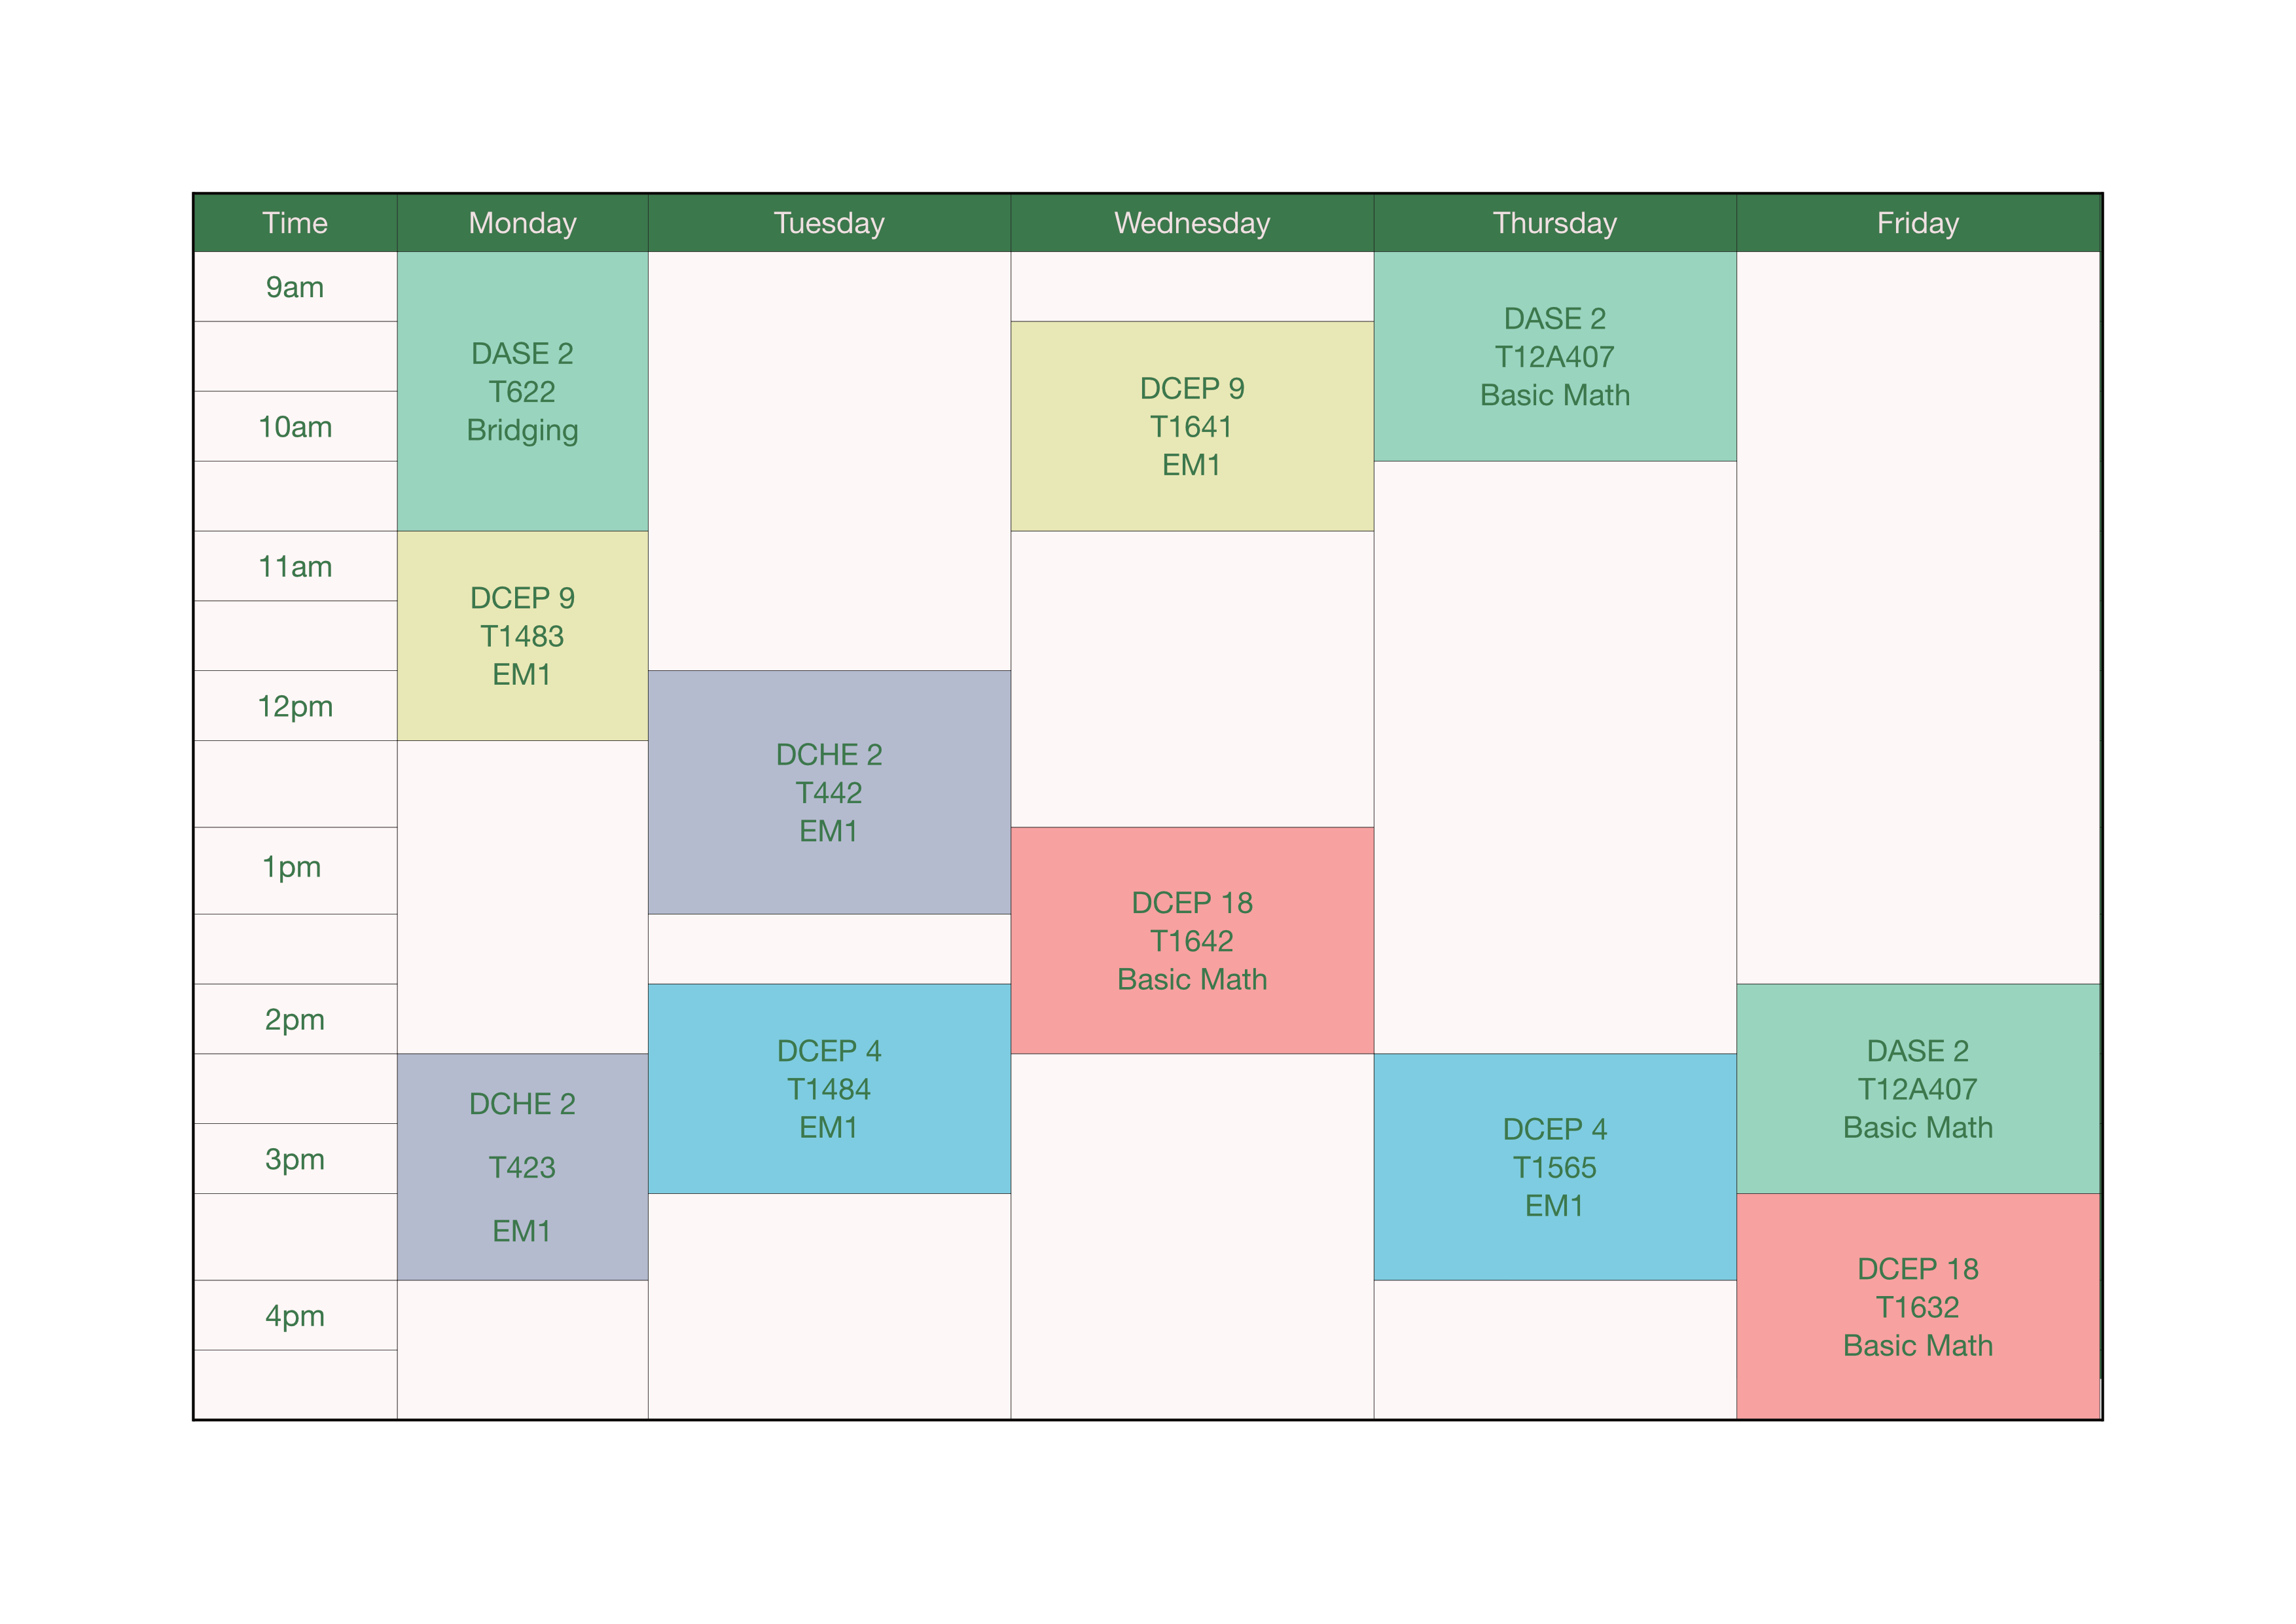 Time Monday Tuesday Wednesday Thursday Friday
9am
10am
11am
12pm
1pm
2pm
3pm
4pm
DASE 2
T622
Bridging
DCEP 9
T1483
EM1
DCHE 2
T423
EM1
DCHE 2
T442
EM1
DCEP 4
T1484
EM1
DCEP 9
T1641
EM1
DCEP 18
T1642
Basic Math
DASE 2
T12A407
Basic Math
DCEP 4
T1565
EM1
DASE 2
T12A407
Basic Math
DCEP 18
T1632
Basic Math